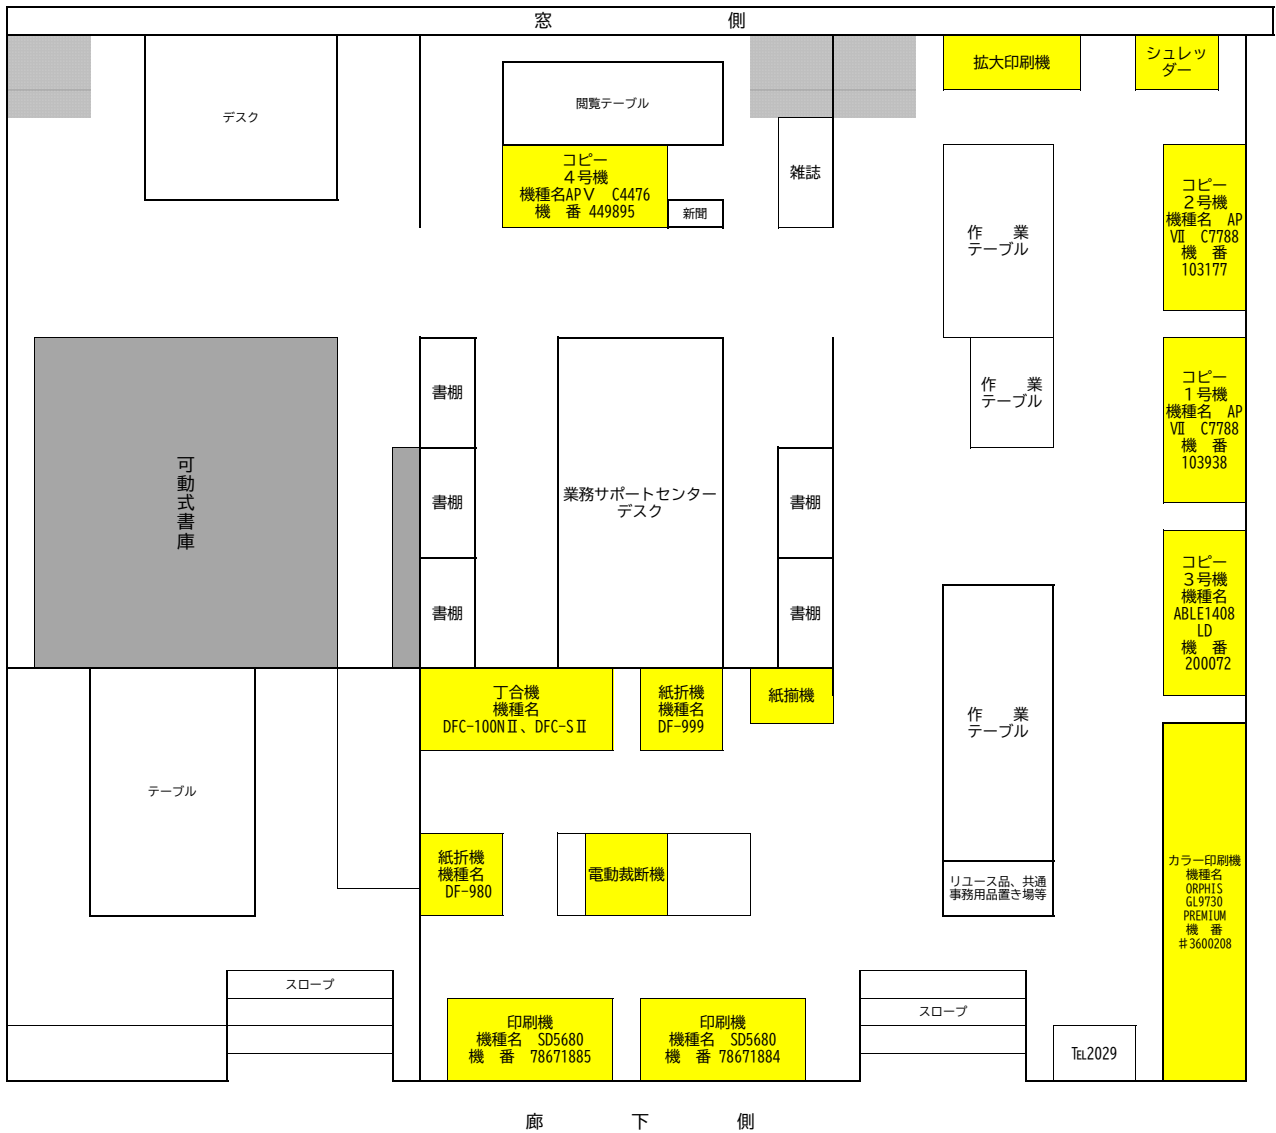 窓　側
拡大印刷機
シュレッ
ダー
デスク
閲覧テーブル
コピー
４号機
機種名APⅤ　C4476
機　番 449895
新聞
雑誌
作　業
テーブル
コピー
２号機
機種名　AP
Ⅶ　C7788
機　番
103177
可動式書庫
書棚
書棚
書棚
業務サポートセンター
デスク
書棚
書棚
作　業
テーブル
コピー
１号機
機種名　AP
Ⅶ　C7788
機　番
103938
コピー
３号機
機種名
ABLE1408
LD
機　番
200072
丁合機
機種名
DFC-100NⅡ、DFC-SⅡ
紙折機
機種名
DF-999
紙揃機
作　業
テーブル
テーブル
紙折機
機種名
DF-980
電動裁断機
リユース品、共通
事務用品置き場等
カラー印刷機
機種名
ORPHIS
GL9730
PREMIUM
機　番
＃3600208
スロープ
印刷機
機種名　SD5680
機　番　78671885
印刷機
機種名　SD5680
機　番 78671884
スロープ
℡2029
廊　下　側